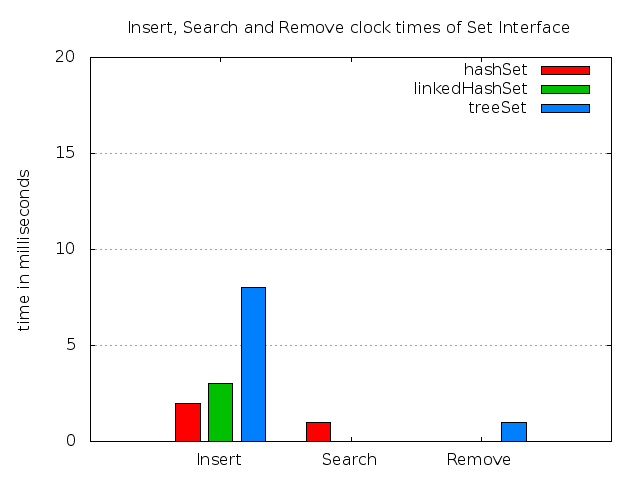 Insert, Search and Remove clock times of Set Interface
hashSet
linkedHashSet
treeSet
20
15
10
5
0
time in milliseconds
Insert Search Remove